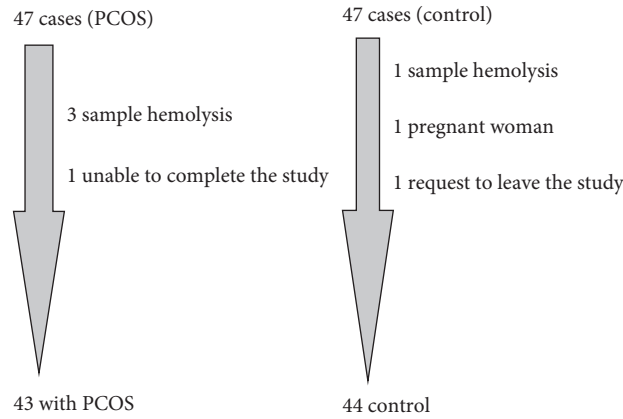 47 cases (PCOS)
3 sample hemolysis
1 unable to complete the study
43 with PCOS
47 cases (control)
1 sample hemolysis
1 pregnant woman
1 request to leave the study
44 control